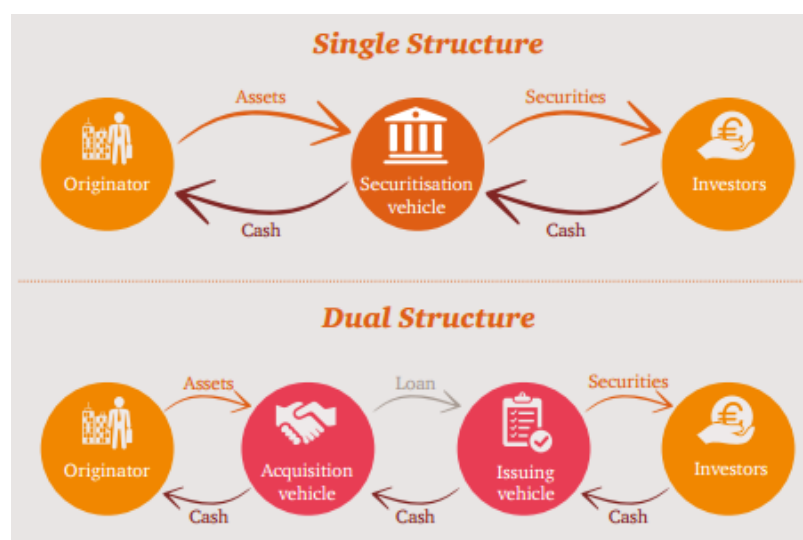 Single Structure
Assets
Securities
Originator
Securitisation
vehicle
Investors
Cash
Cash
Dual Structure
Assets
Loan
Securities
Originator
Acquisition
vehicle
Issuing
vehicle
Investors
Cash
Cash
Cash